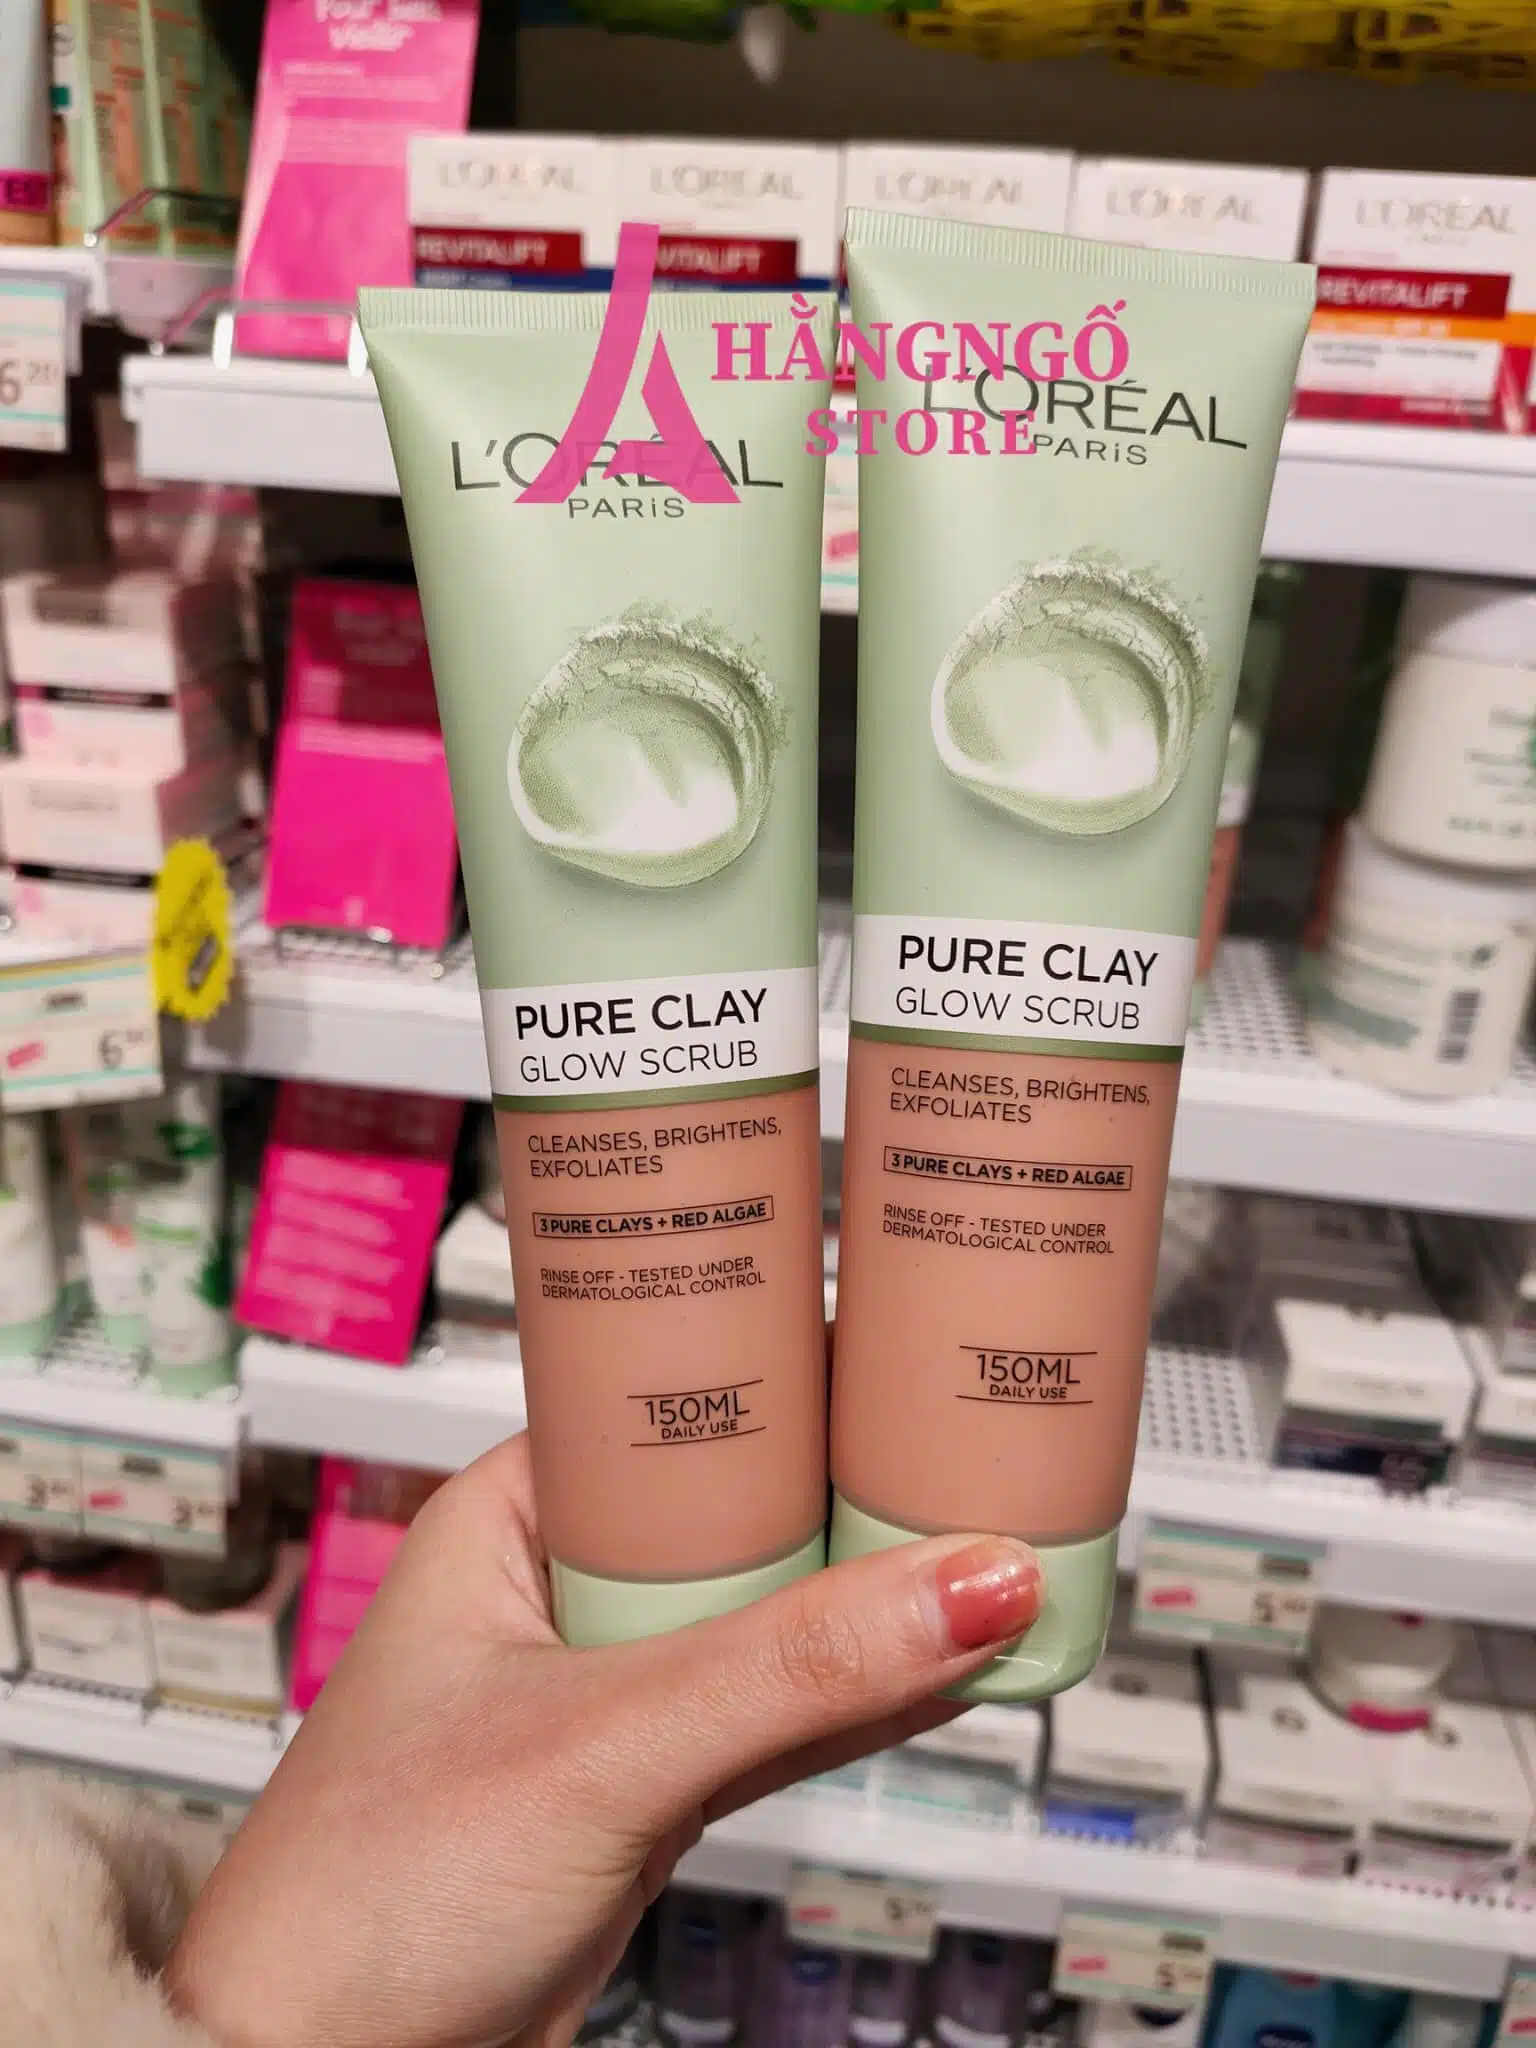 HẰNGNGÔ
STORE
L'ORÉAL
L'ORÉAL
L'ORÉAL
L'ORÉAL
L'ORÉAL
REVITALIFT
REVITALIFT
REVITALIFT
L'ORÉAL
PARiS
PURE CLAY
GLOW SCRUB
CLEANSES, BRIGHTENS,
EXFOLIATES
3 PURE CLAYS + RED ALGAE
RINSE OFF - TESTED UNDER
DERMATOLOGICAL CONTROL
150ML
DAILY USE
L'ORÉAL
PARiS
PURE CLAY
GLOW SCRUB
CLEANSES, BRIGHTENS,
EXFOLIATES
3 PURE CLAYS + RED ALGAE
RINSE OFF - TESTED UNDER
DERMATOLOGICAL CONTROL
150ML
DAILY USE